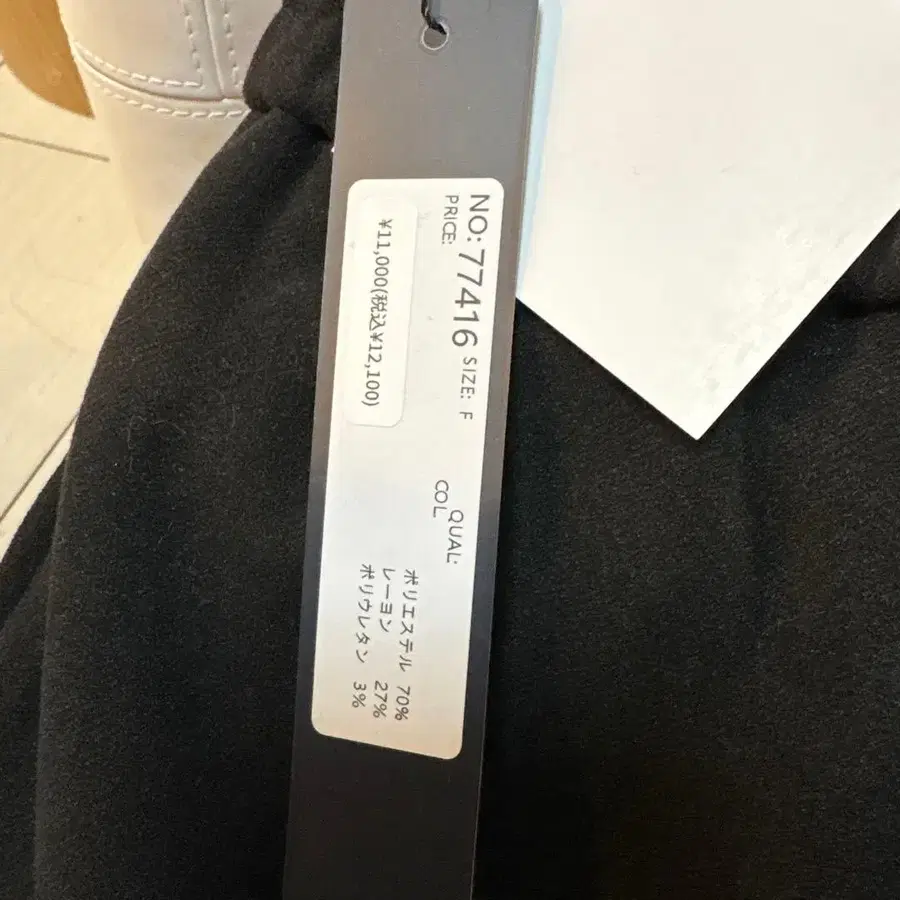 NO: 77416 SIZE: F
PRICE:
¥11,000(税込¥12,100)
QUAL:
COL
ポリエステル 70%
レーヨン 27%
ポリウレタン 3%